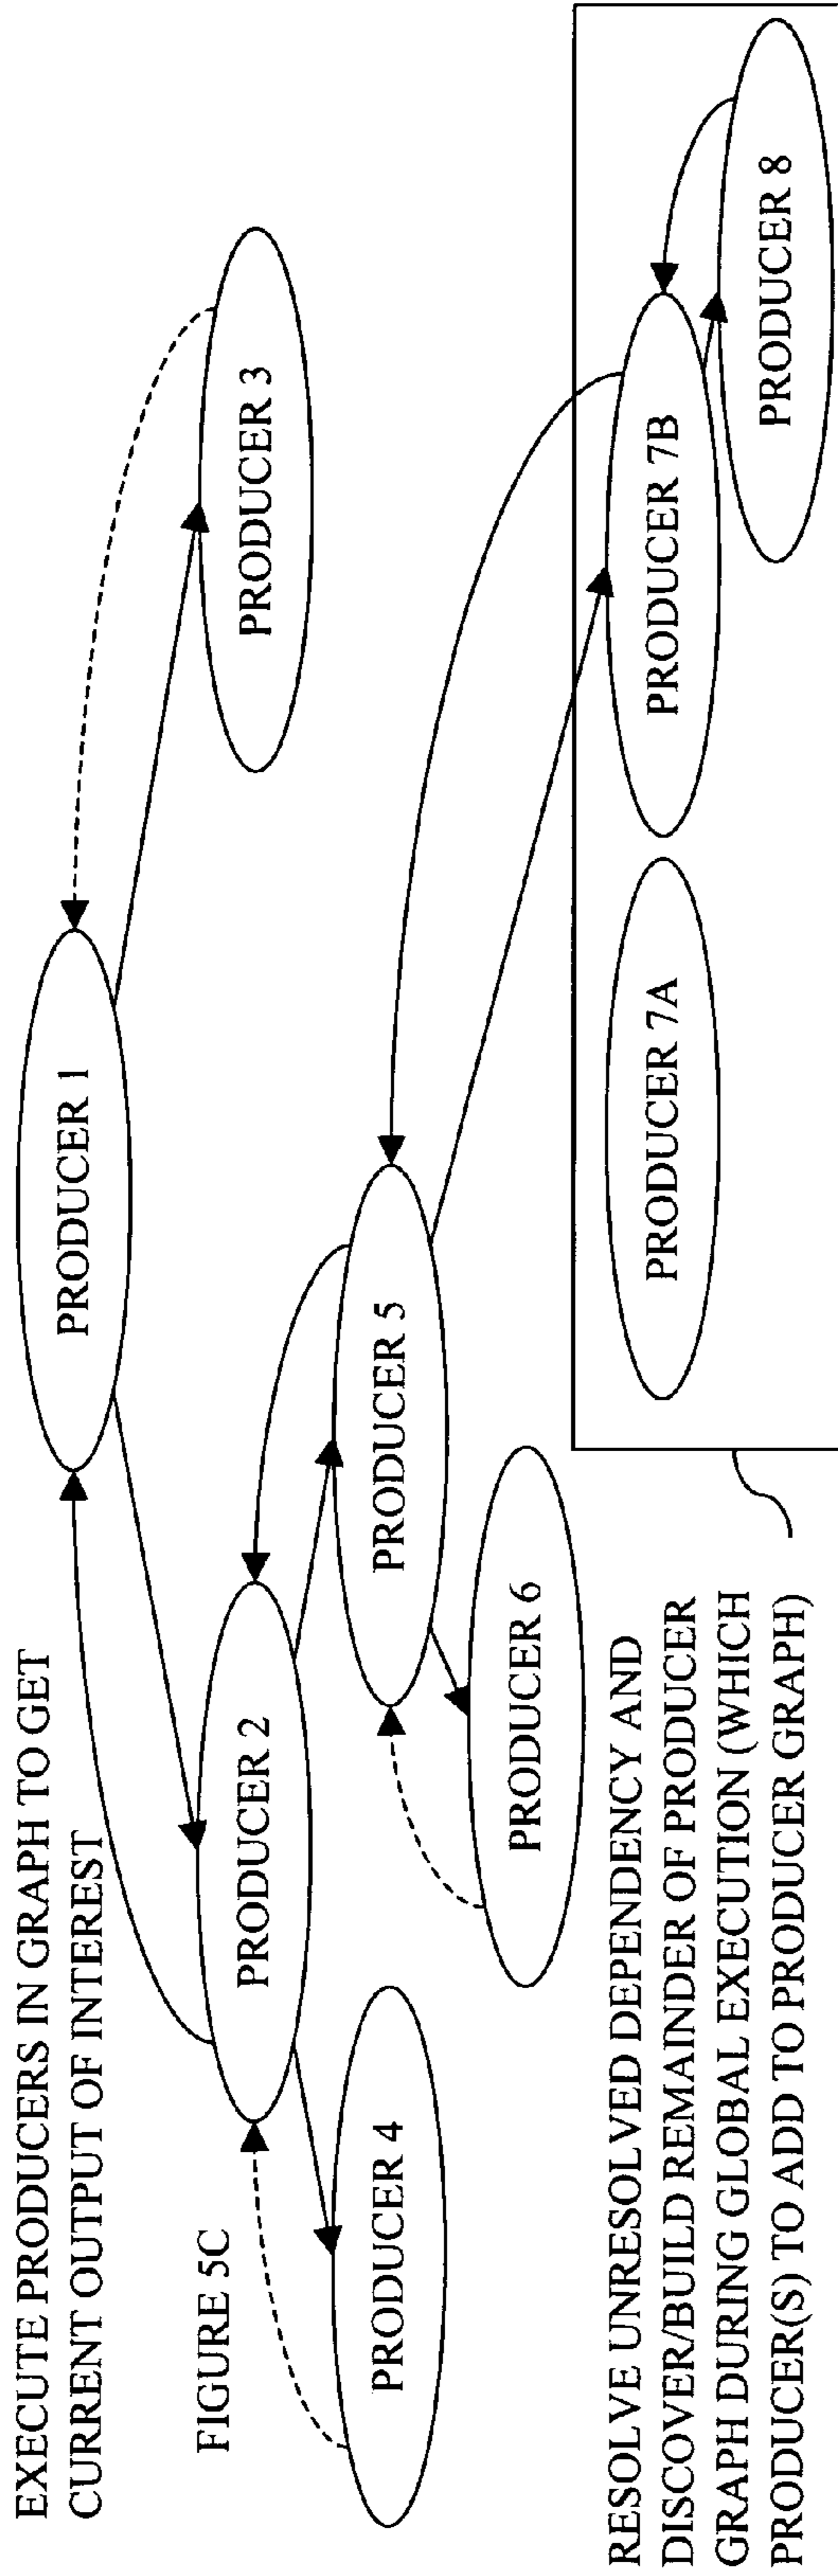 EXECUTE PRODUCERS IN GRAPH TO GET
CURRENT OUTPUT OF INTEREST
FIGURE 5C
PRODUCER 1
PRODUCER 2
PRODUCER 3
PRODUCER 4
PRODUCER 5
PRODUCER 6
PRODUCER 7A
PRODUCER 7B
PRODUCER 8
RESOLVE UNRESOLVED DEPENDENCY AND
DISCOVER/BUILD REMAINDER OF PRODUCER
GRAPH DURING GLOBAL EXECUTION (WHICH
PRODUCER(S) TO ADD TO PRODUCER GRAPH)